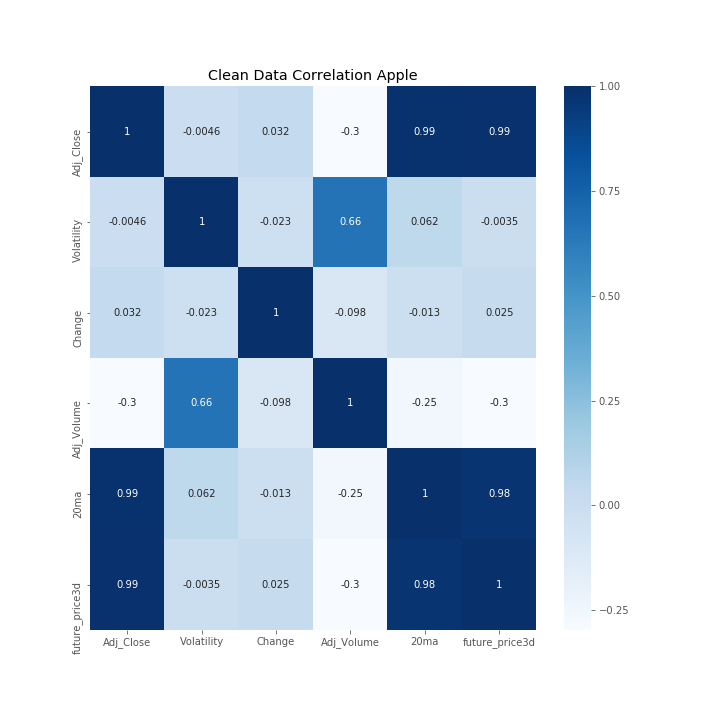 Clean Data Correlation Apple
Adj_Close 1 -0.0046 0.032 -0.3 0.99 0.99
Volatility -0.0046 1 -0.023 0.66 0.062 -0.0035
Change 0.032 -0.023 1 -0.098 -0.013 0.025
Adj_Volume -0.3 0.66 -0.098 1 -0.25 -0.3
20ma 0.99 0.062 -0.013 -0.25 1 0.98
future_price3d 0.99 -0.0035 0.025 -0.3 0.98 1
Adj_Close Volatility Change Adj_Volume 20ma future_price3d
1.00
0.75
0.50
0.25
0.00
−0.25